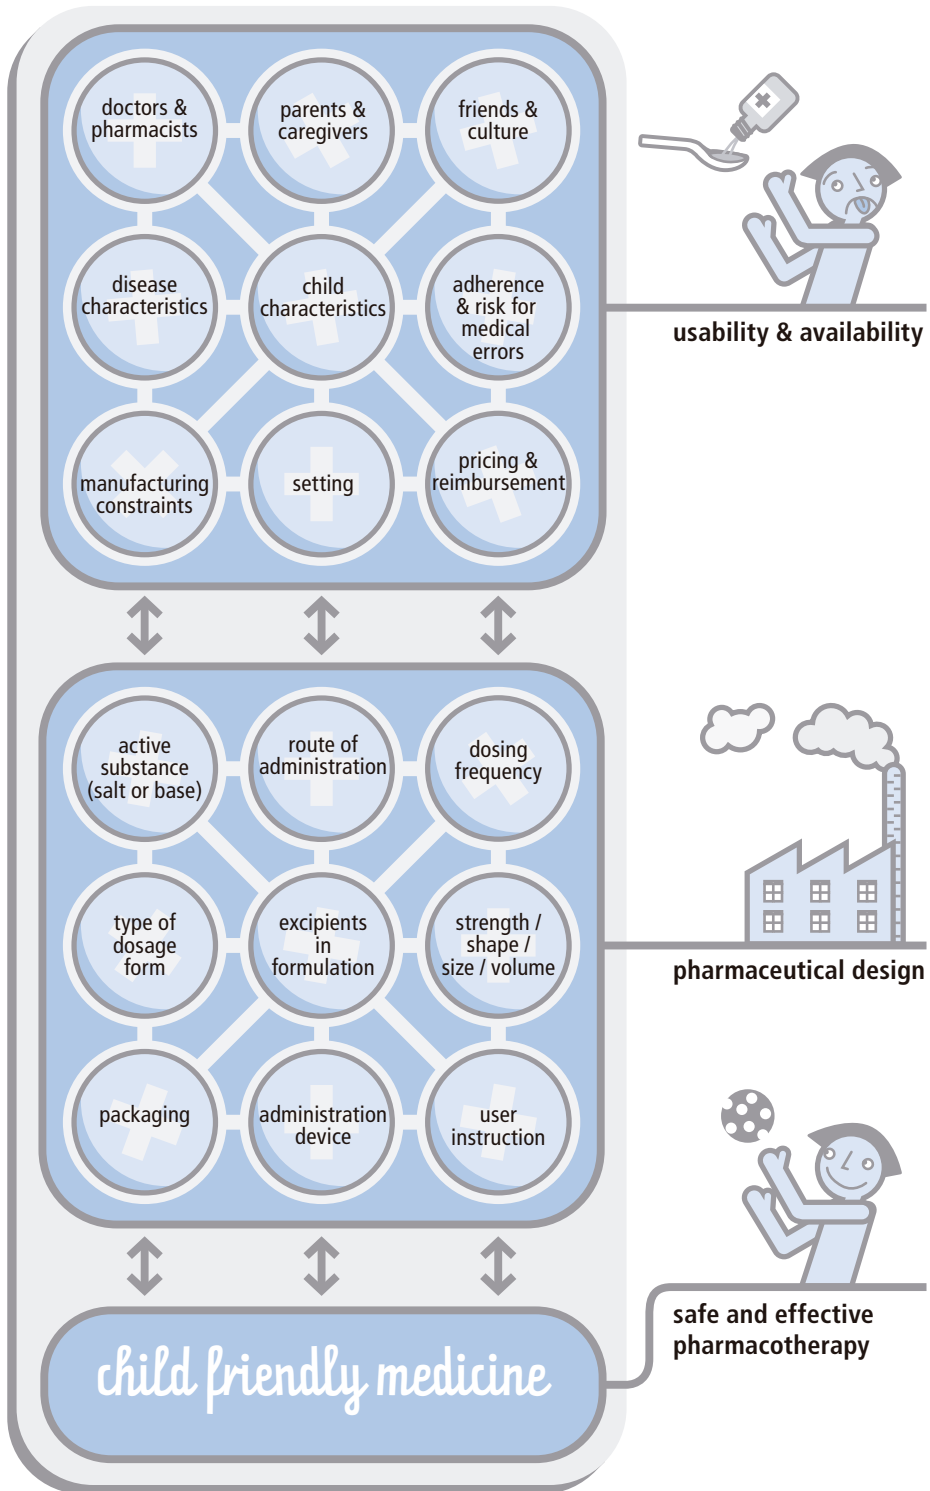 doctors &
pharmacists
parents &
caregivers
friends &
culture
disease
characteristics
child
characteristics
adherence
& risk for
medical
errors
usability & availability
manufacturing
constraints
setting
pricing &
reimbursement
active
substance
(salt or base)
route of
administration
dosing
frequency
type of
dosage
form
excipients
in
formulation
strength /
shape /
size / volume
pharmaceutical design
packaging
administration
device
user
instruction
safe and effective
pharmacotherapy
child friendly medicine